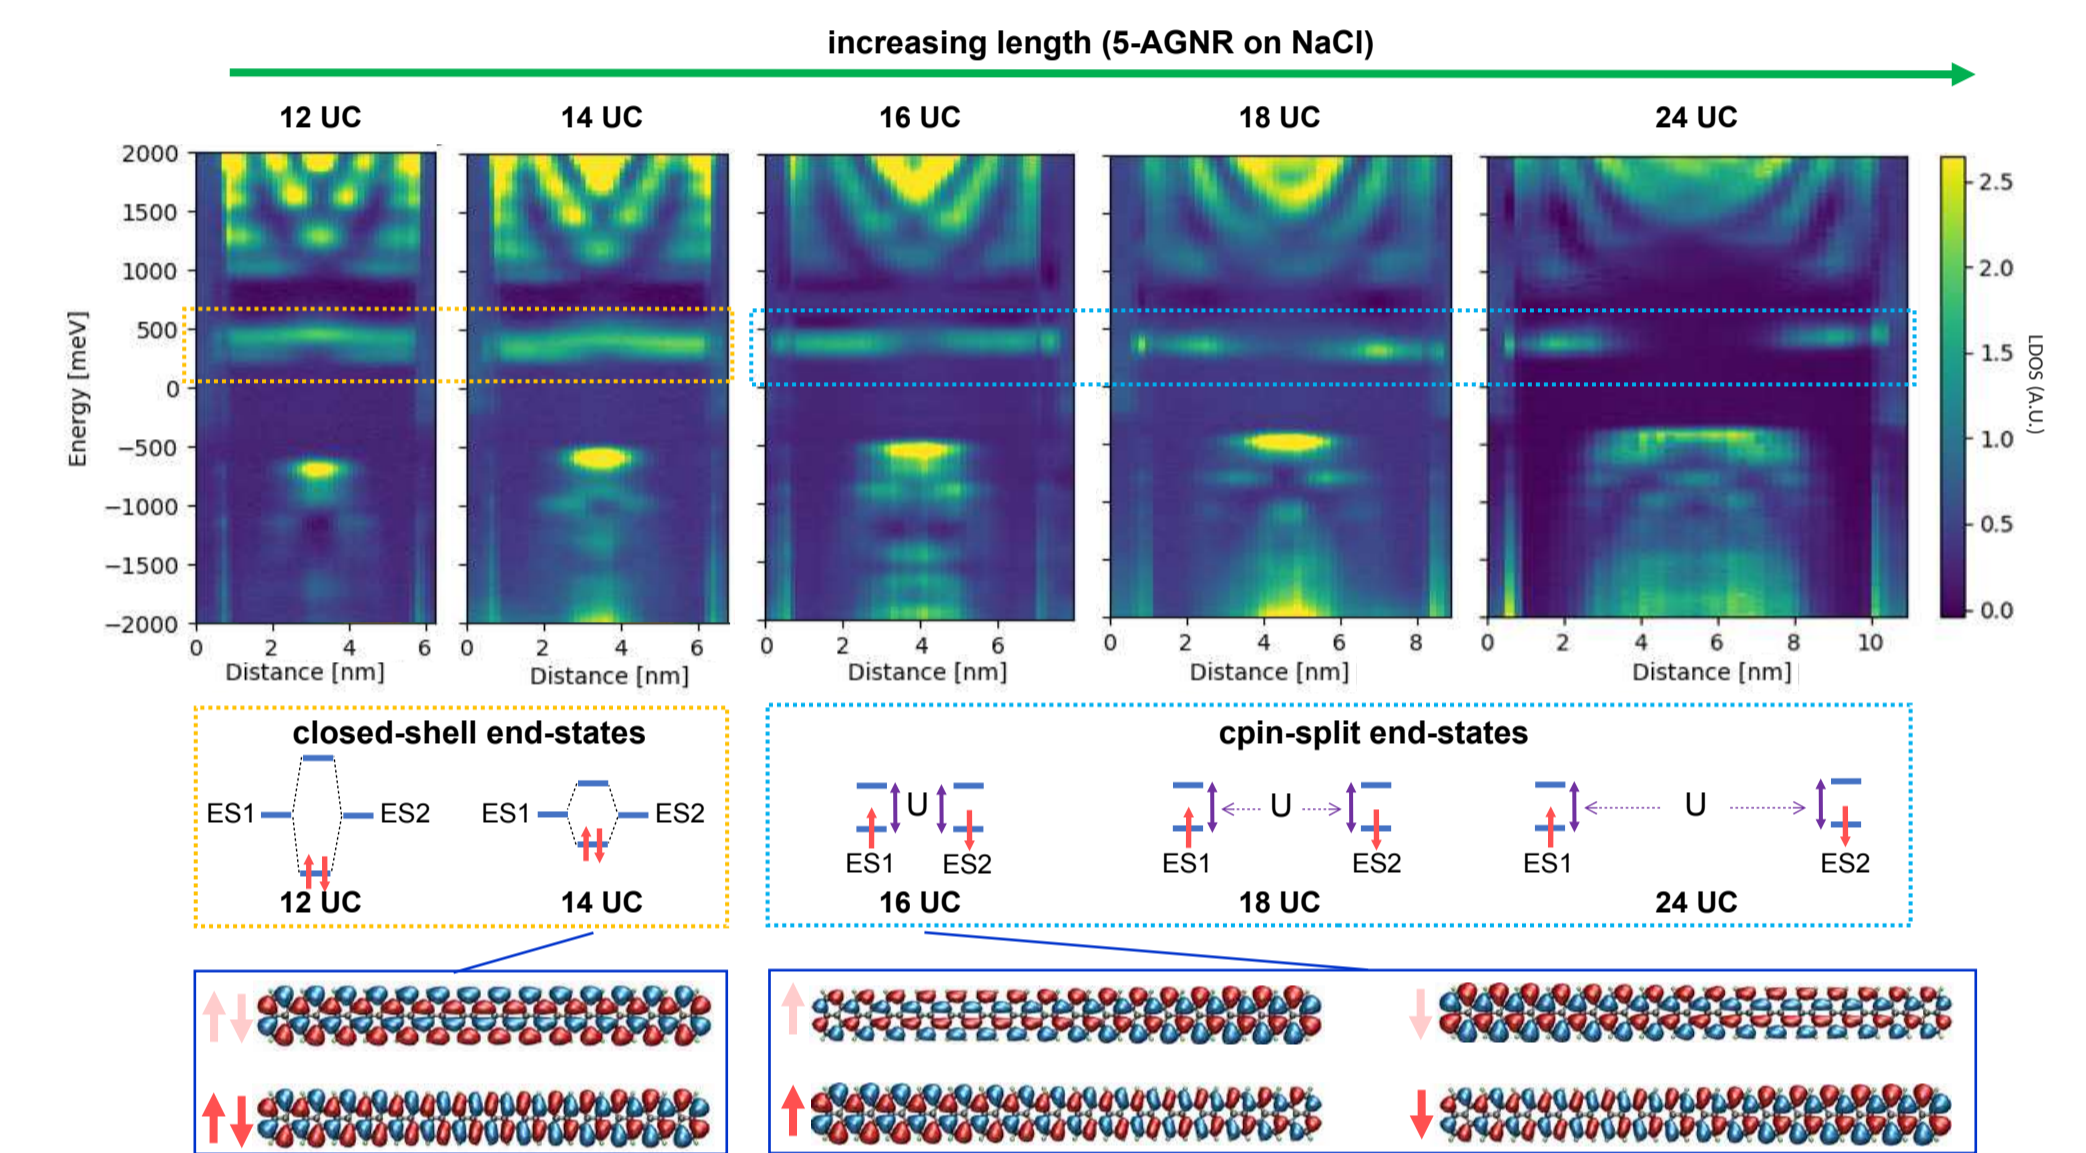 increasing length (5-AGNR on NaCl)
12 UC 14 UC 16 UC 18 UC 24 UC
Energy [meV]
2000
1500
1000
500
0
−500
−1000
−1500
−2000
0 2 4 6
Distance [nm]
0 2 4 6
Distance [nm]
0 2 4 6
Distance [nm]
0 2 4 6 8
Distance [nm]
0 2 4 6 8 10
Distance [nm]
2.5
2.0
1.5
1.0
0.5
0.0
LDOS (A.U.)
closed-shell end-states
ES1 ES2 ES1 ES2
12 UC 14 UC
cpin-split end-states
U U U
ES1 ES2 ES1 ES2 ES1 ES2
16 UC 18 UC 24 UC